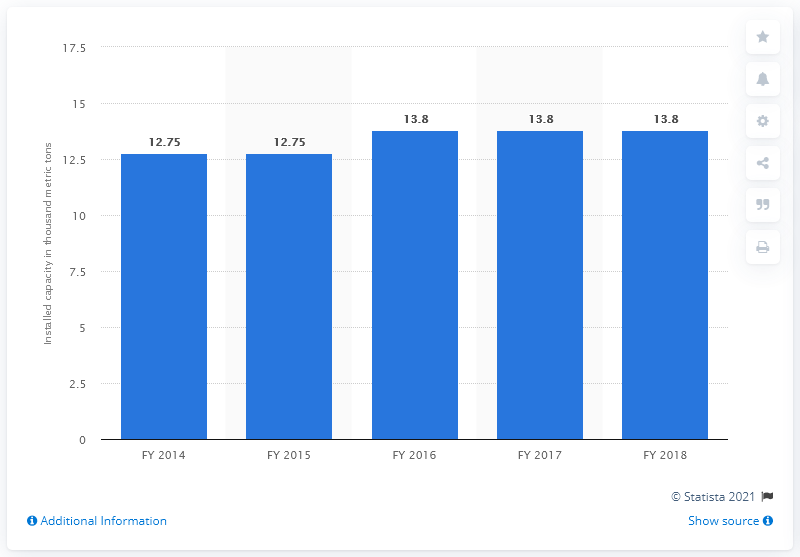 17.5
15
12.5
10
7.5
5
2.5
0
Installed capacity in thousand metric tons
12.75
12.75
13.8
13.8
13.8
FY 2014
FY 2015
FY 2016
FY 2017
FY 2018
© Statista 2021
Additional Information
Show source